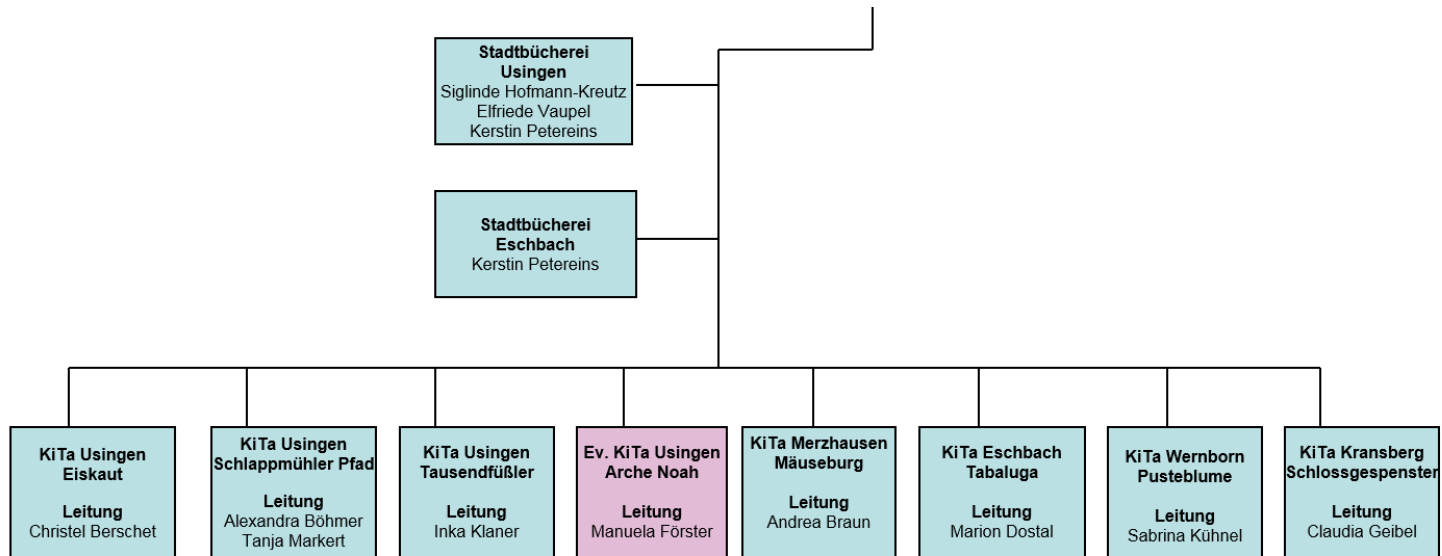 Stadtbücherei
Usingen
Siglinde Hofmann-Kreutz
Elfriede Vaupel
Kerstin Petereins
Stadtbücherei
Eschbach
Kerstin Petereins
KiTa Usingen
Eiskaut
Leitung
Christel Berschet
KiTa Usingen
Schlappmühler Pfad
Leitung
Alexandra Böhmer
Tanja Markert
KiTa Usingen
Tausendfüßler
Leitung
Inka Klaner
Ev. KiTa Usingen
Arche Noah
Leitung
Manuela Förster
KiTa Merzhausen
Mäuseburg
Leitung
Andrea Braun
KiTa Eschbach
Tabaluga
Leitung
Marion Dostal
KiTa Wernborn
Pusteblume
Leitung
Sabrina Kühnel
KiTa Kransberg
Schlossgespenster
Leitung
Claudia Geibel